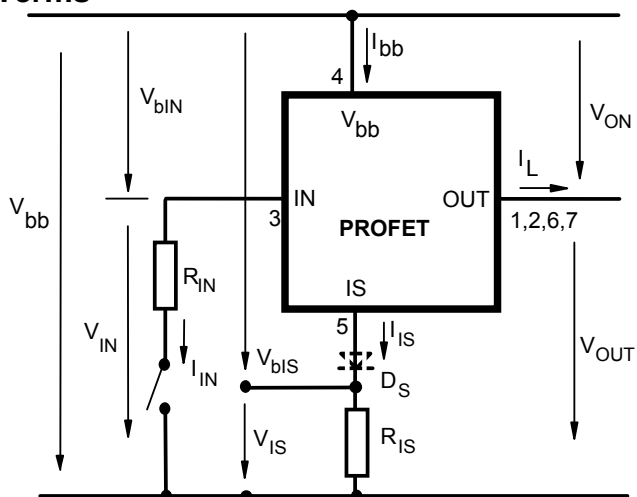 I_bb
4
V_bIN
V_bb
V_ON
I_L
IN
OUT
V_bb
3
PROFET
1,2,6,7
R_IN
IS
5
I_IS
V_IN
I_IN
V_bIS
D_S
V_OUT
V_IS
R_IS